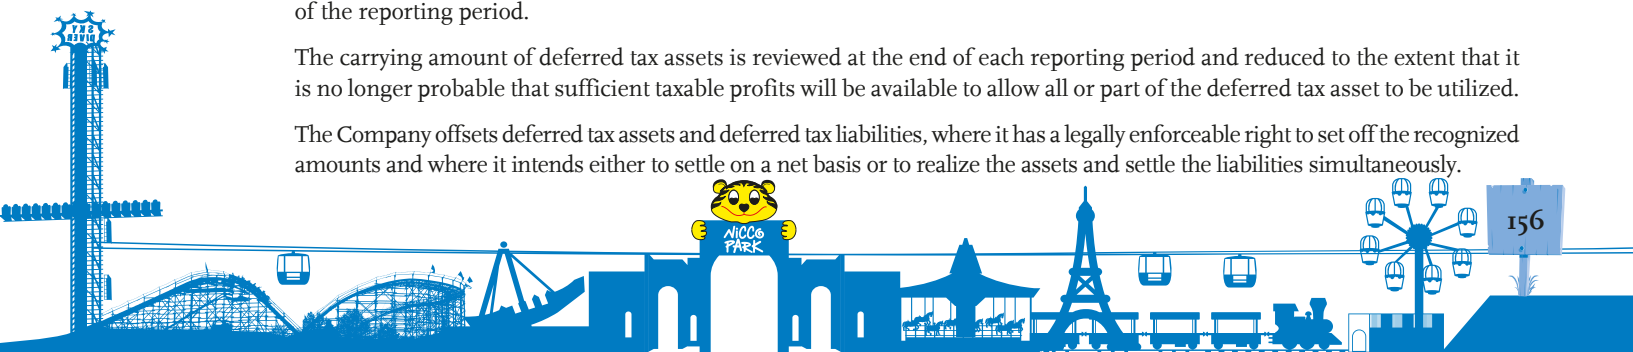 of the reporting period.
The carrying amount of deferred tax assets is reviewed at the end of each reporting period and reduced to the extent that it
is no longer probable that sufficient taxable profits will be available to allow all or part of the deferred tax asset to be utilized.
The Company offsets deferred tax assets and deferred tax liabilities, where it has a legally enforceable right to set off the recognized
amounts and where it intends either to settle on a net basis or to realize the assets and settle the liabilities simultaneously.
SKY
DIVER
NICCO
PARK
156